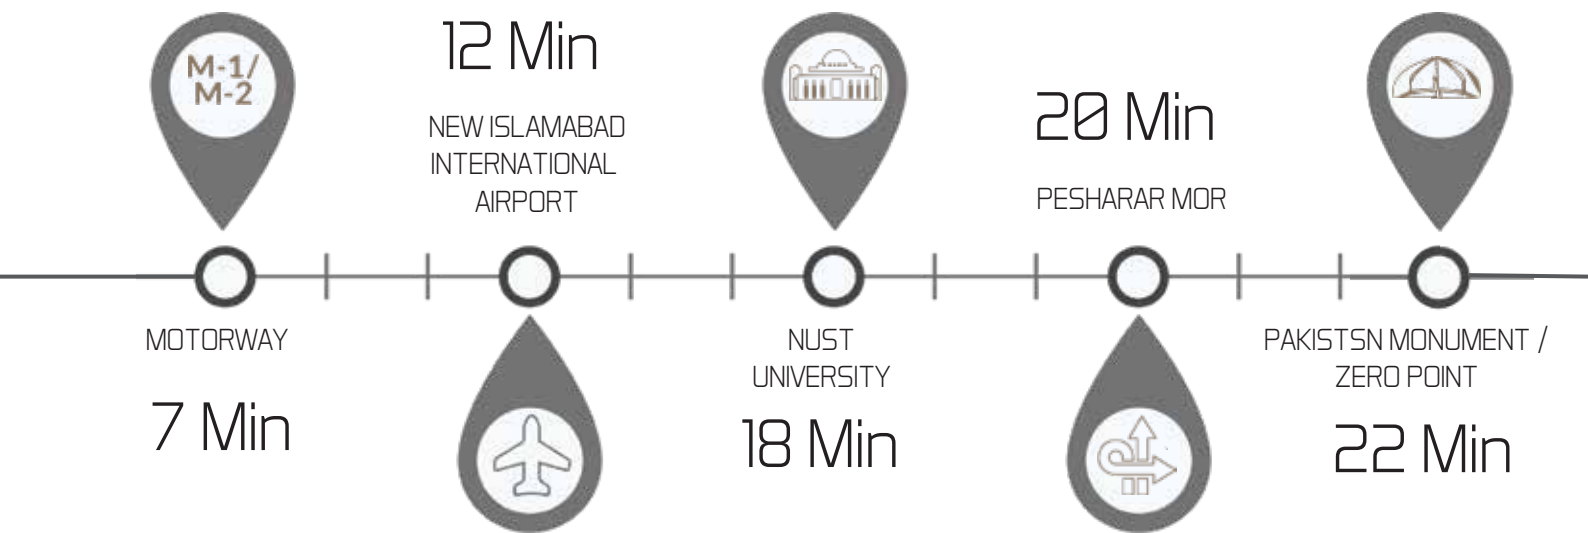 M-1/
M-2
MOTORWAY
7 Min
12 Min
NEW ISLAMABAD
INTERNATIONAL
AIRPORT
NUST
UNIVERSITY
18 Min
20 Min
PESHARAR MOR
PAKISTSN MONUMENT /
ZERO POINT
22 Min